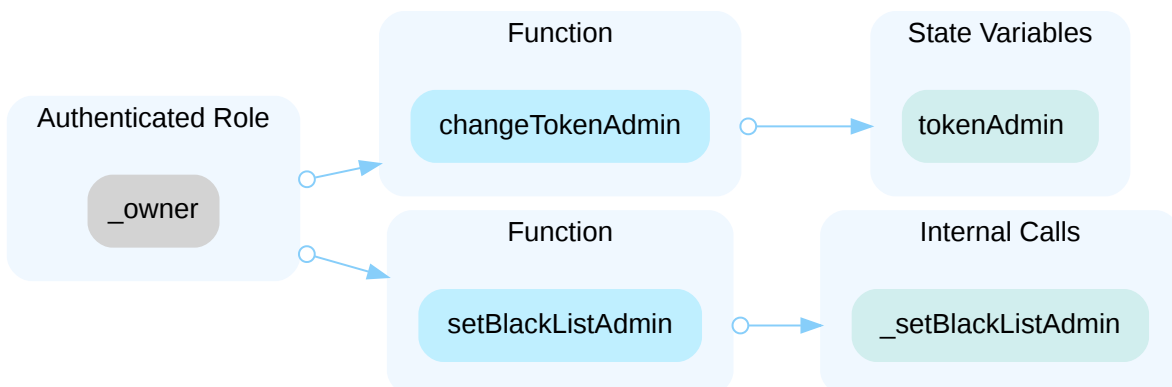 Authenticated Role
_owner
Function
changeTokenAdmin
State Variables
tokenAdmin
Function
setBlackListAdmin
Internal Calls
_setBlackListAdmin